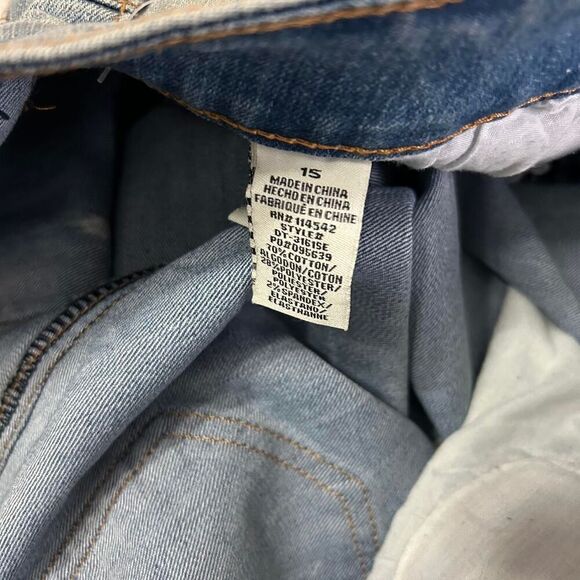 15
MADE IN CHINA
HECHO EN CHINA
FABRIQUÉ EN CHINE
RN# 114542
STYLE#
DT-31615E
PO#095639
70% COTTON/
ALGODON/COTON
28% POLYESTER/
POLYESTER/
POLYESTER
2% SPANDEX/
ELASTANO/
ELASTHANNE